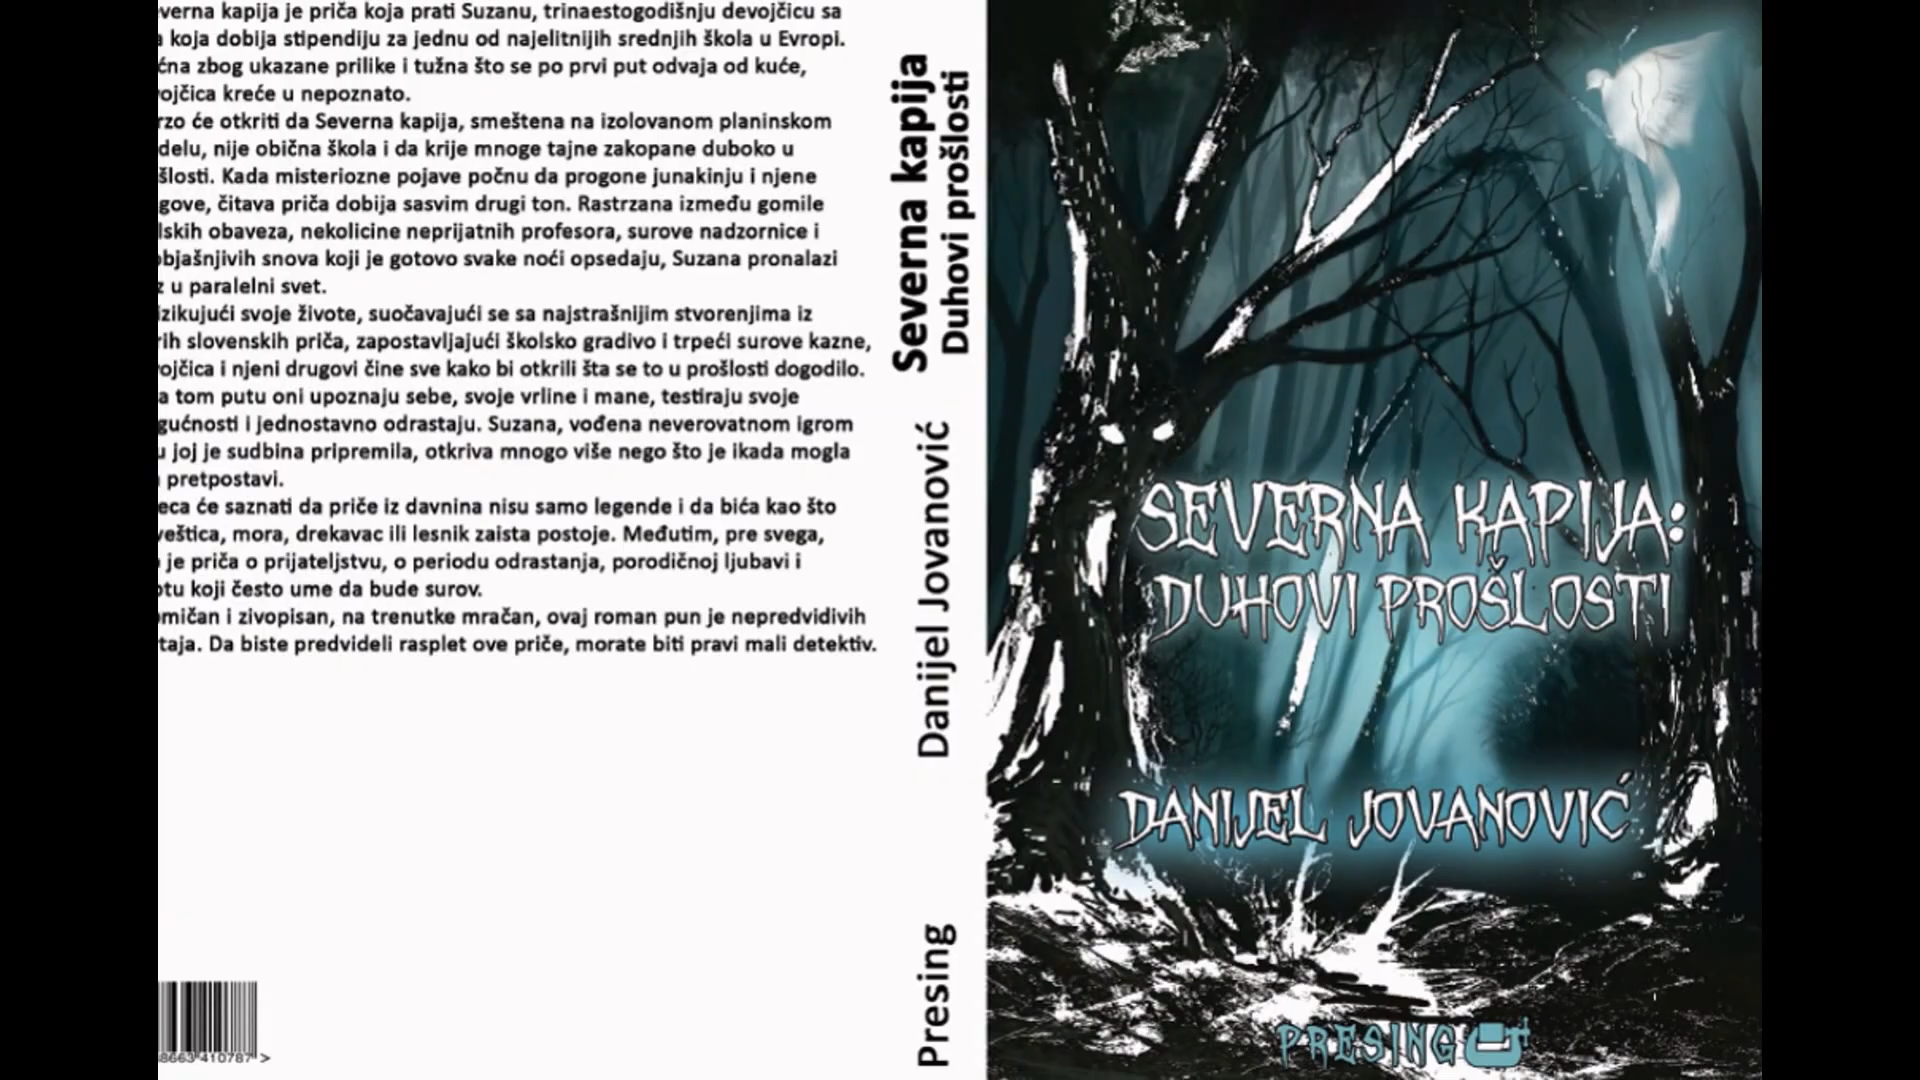 everna kapija je priča koja prati Suzanu, trinaestogodišnju devojčicu sa
koja dobija stipendiju za jednu od najelitnijih srednjih škola u Evropi.
ćna zbog ukazane prilike i tužna što se po prvi put odvaja od kuće,
ojčica kreće u nepoznato.
rzo će otkriti da Severna kapija, smeštena na izolovanom planinskom
delu, nije obična škola i da krije mnoge tajne zakopane duboko u
šlosti. Kada misteriozne pojave počnu da progone junakinju i njene
gove, čitava priča dobija sasvim drugi ton. Rastrzana između gomile
lskih obaveza, nekolicine neprijatnih profesora, surove nadzornice i
objašnjivih snova koji je gotovo svake noći opsedaju, Suzana pronalazi
z u paralelni svet.
izikujući svoje živote, suočavajući se sa najstrašnijim stvorenjima iz
rih slovenskih priča, zapostavljajući školsko gradivo i trpeći surove kazne,
ojčica i njeni drugovi čine sve kako bi otkrili šta se to u prošlosti dogodilo.
a tom putu oni upoznaju sebe, svoje vrline i mane, testiraju svoje
gućnosti i jednostavno odrastaju. Suzana, vođena neverovatnom igrom
u joj je sudbina pripremila, otkriva mnogo više nego što je ikada mogla
pretpostavi.
eca će saznati da priče iz davnina nisu samo legende i da bića kao što
veštica, mora, drekavac ili lesnik zaista postoje. Međutim, pre svega,
je priča o prijateljstvu, o periodu odrastanja, porodičnoj ljubavi i
otu koji često ume da bude surov.
omičan i zivopisan, na trenutke mračan, ovaj roman pun je nepredvidivih
taja. Da biste predvideli rasplet ove priče, morate biti pravi mali detektiv.
8663 410787 >
Severna kapija
Duhovi prošlosti
Danijel Jovanović
Presing
SEVERNA KAPIJA:
DUHOVI PROŠLOSTI
DANIJEL JOVANOVIĆ
PRESING